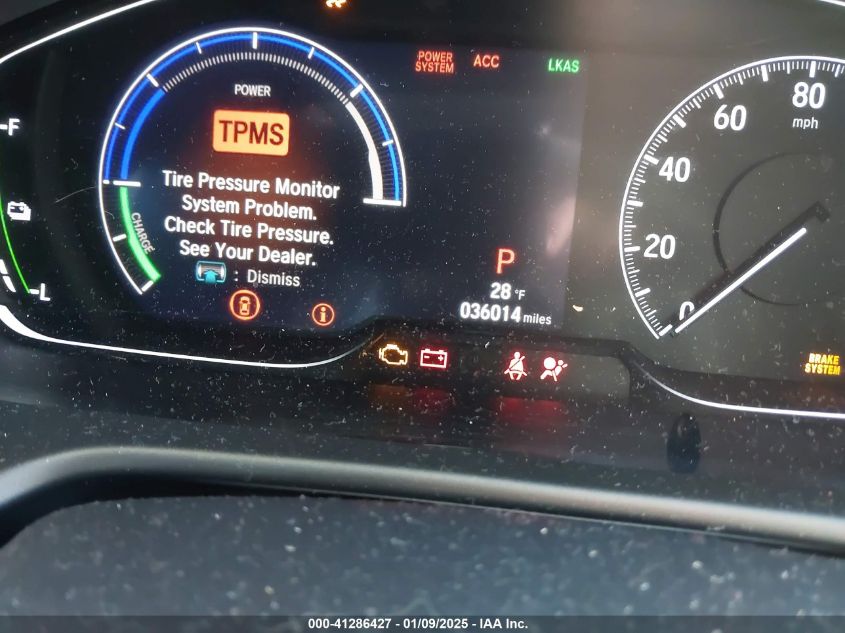 POWER
SYSTEM
ACC
LKAS
F
POWER
TPMS
Tire Pressure Monitor
System Problem.
Check Tire Pressure.
See Your Dealer.
: Dismiss
CHARGE
L
P
28 °F
036014 miles
80
mph
60
40
20
0
BRAKE
SYSTEM
000-41286427 - 01/09/2025 - IAA Inc.